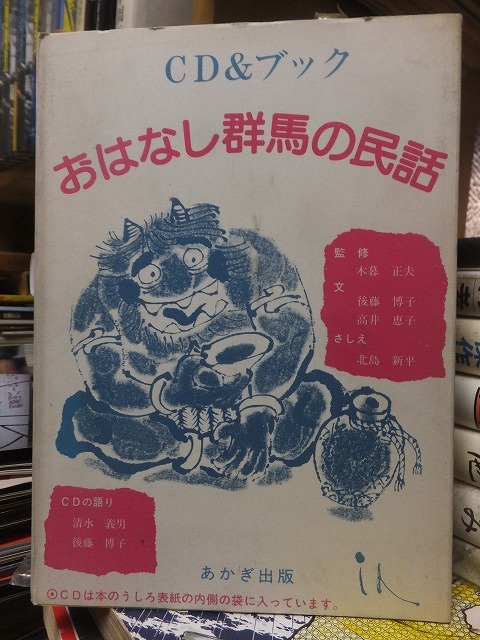 CD&ブック
おはなし群馬の民話
監修
木暮 正夫
文
後藤 博子
高井 恵子
さしえ
北島 新平
CDの語り
清水 義男
後藤 博子
あかぎ出版
⦿CDは本のうしろ表紙の内側の袋に入っています。